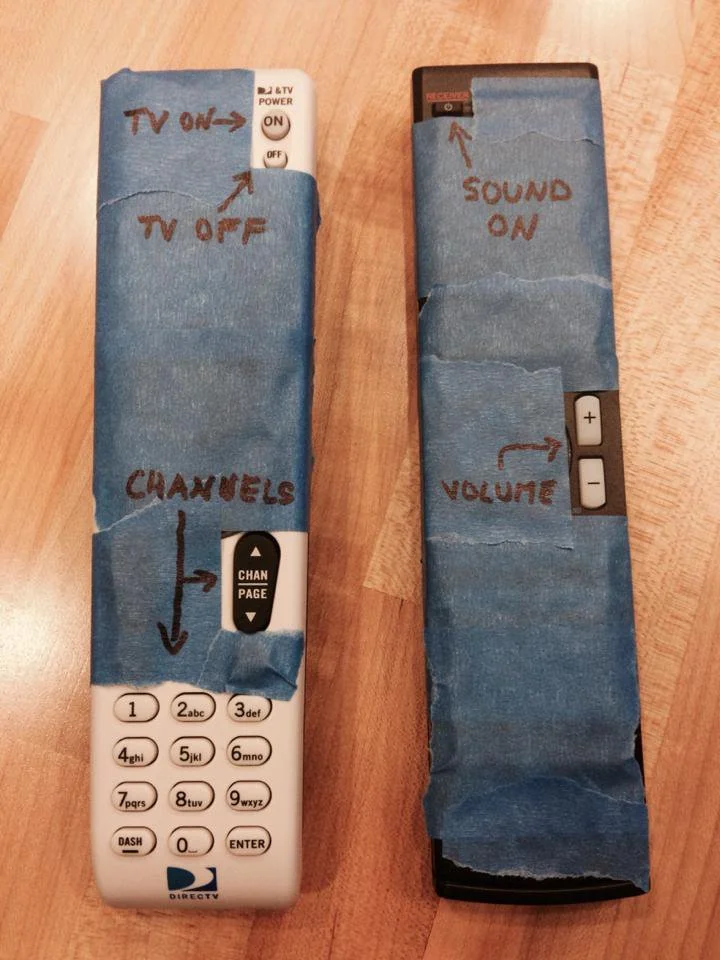 & TV
POWER
TV ON
ON
OFF
TV OFF
CHANNELS
CHAN
PAGE
1 2abc 3def
4ghi 5jkl 6mno
7pqrs 8tuv 9wxyz
DASH 0 ENTER
DIRECTV
RECEIVER
SOUND
ON
+
VOLUME
−